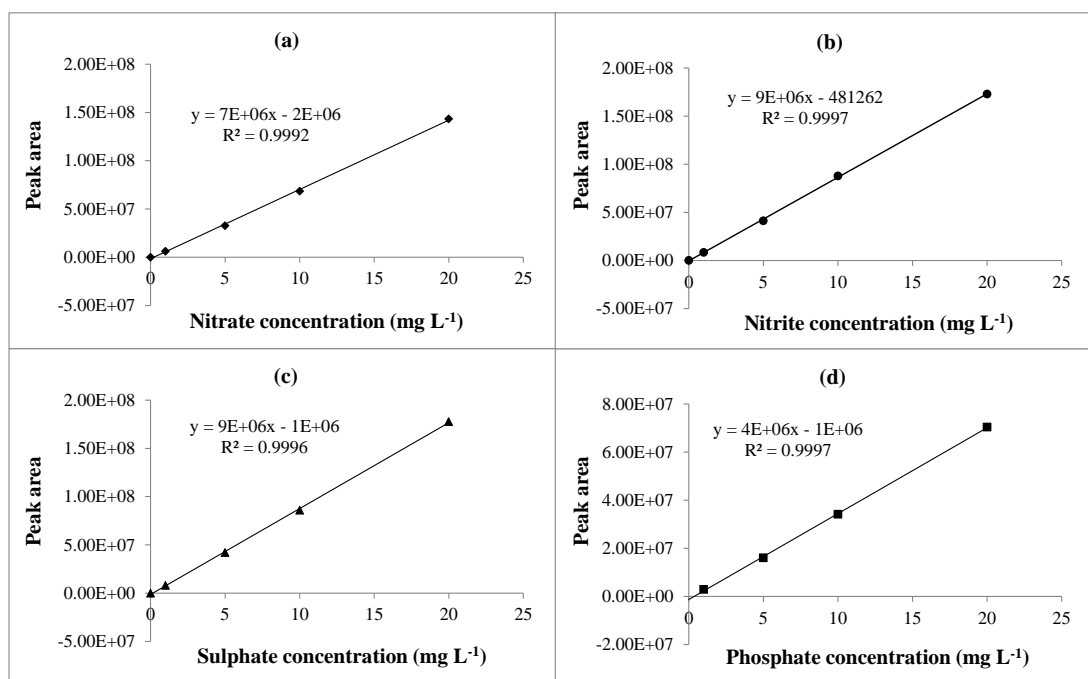 (a)
2.00E+08
1.50E+08
1.00E+08
5.00E+07
0.00E+00
-5.00E+07
y = 7E+06x - 2E+06
R² = 0.9992
Peak area
0 5 10 15 20 25
Nitrate concentration (mg L-1)
(b)
2.00E+08
1.50E+08
1.00E+08
5.00E+07
0.00E+00
-5.00E+07
y = 9E+06x - 481262
R² = 0.9997
Peak area
0 5 10 15 20 25
Nitrite concentration (mg L-1)
(c)
2.00E+08
1.50E+08
1.00E+08
5.00E+07
0.00E+00
-5.00E+07
y = 9E+06x - 1E+06
R² = 0.9996
Peak area
0 5 10 15 20 25
Sulphate concentration (mg L-1)
(d)
8.00E+07
6.00E+07
4.00E+07
2.00E+07
0.00E+00
-2.00E+07
y = 4E+06x - 1E+06
R² = 0.9997
Peak area
0 5 10 15 20 25
Phosphate concentration (mg L-1)